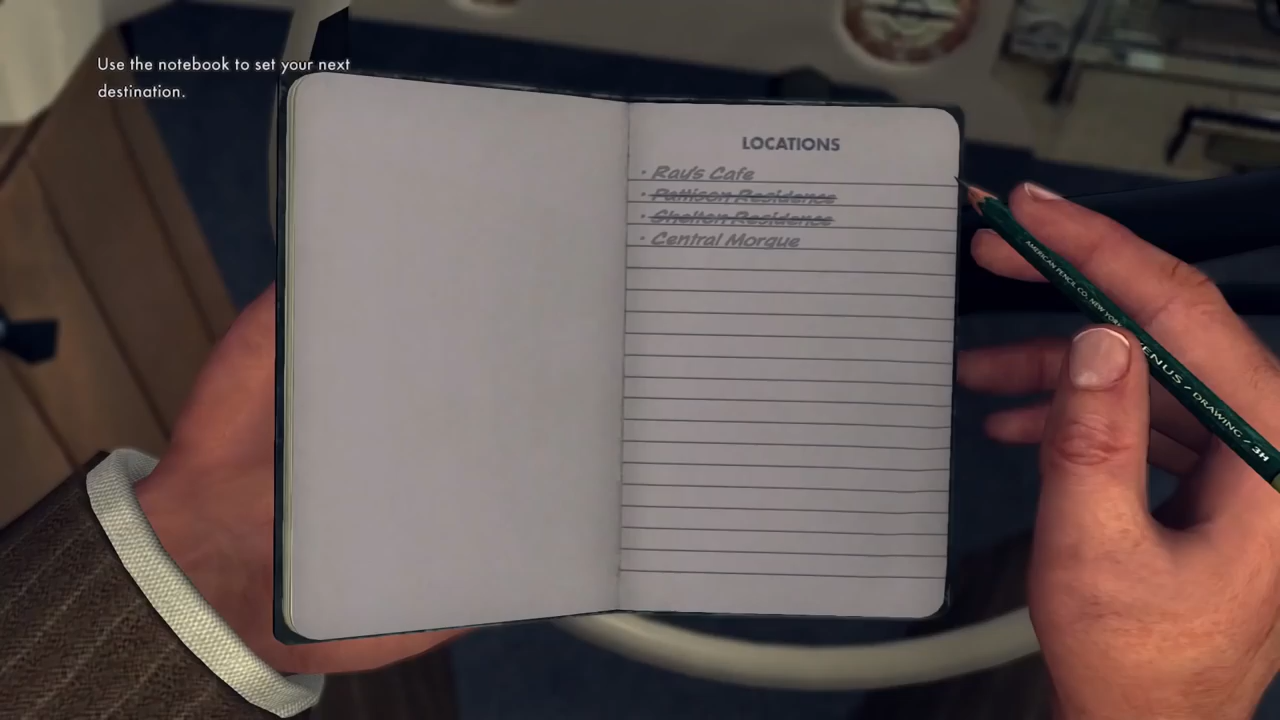 Use the notebook to set your next
destination.
LOCATIONS
· Ray's Cafe
· Pattison Residence
· Shelton Residence
· Central Morgue
AMERICAN PENCIL CO. NEW YORK
VENUS / DRAWING / 3H